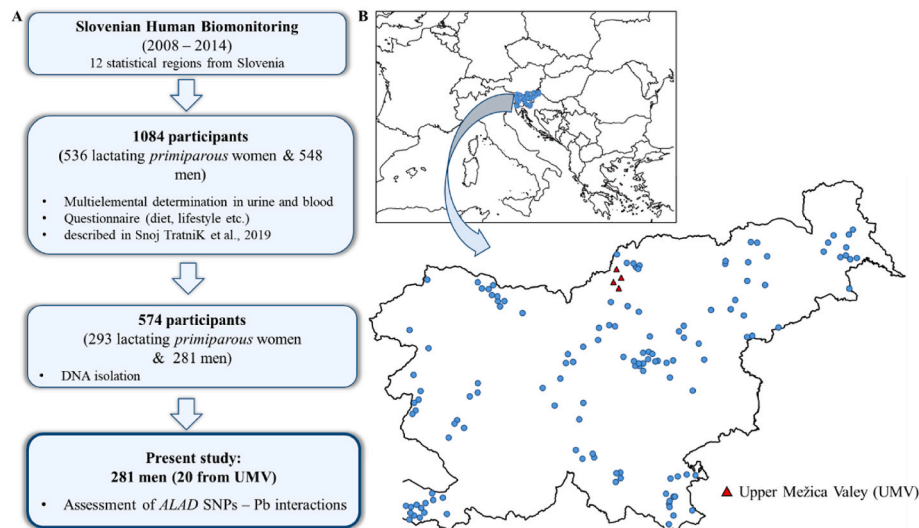 A
Slovenian Human Biomonitoring
(2008 – 2014)
12 statistical regions from Slovenia
1084 participants
(536 lactating primiparous women & 548
men)
• Multielemental determination in urine and blood
• Questionnaire (diet, lifestyle etc.)
• described in Snoj TratniK et al., 2019
574 participants
(293 lactating primiparous women
& 281 men)
• DNA isolation
Present study:
281 men (20 from UMV)
• Assessment of ALAD SNPs – Pb interactions
B
Upper Mežica Valey (UMV)